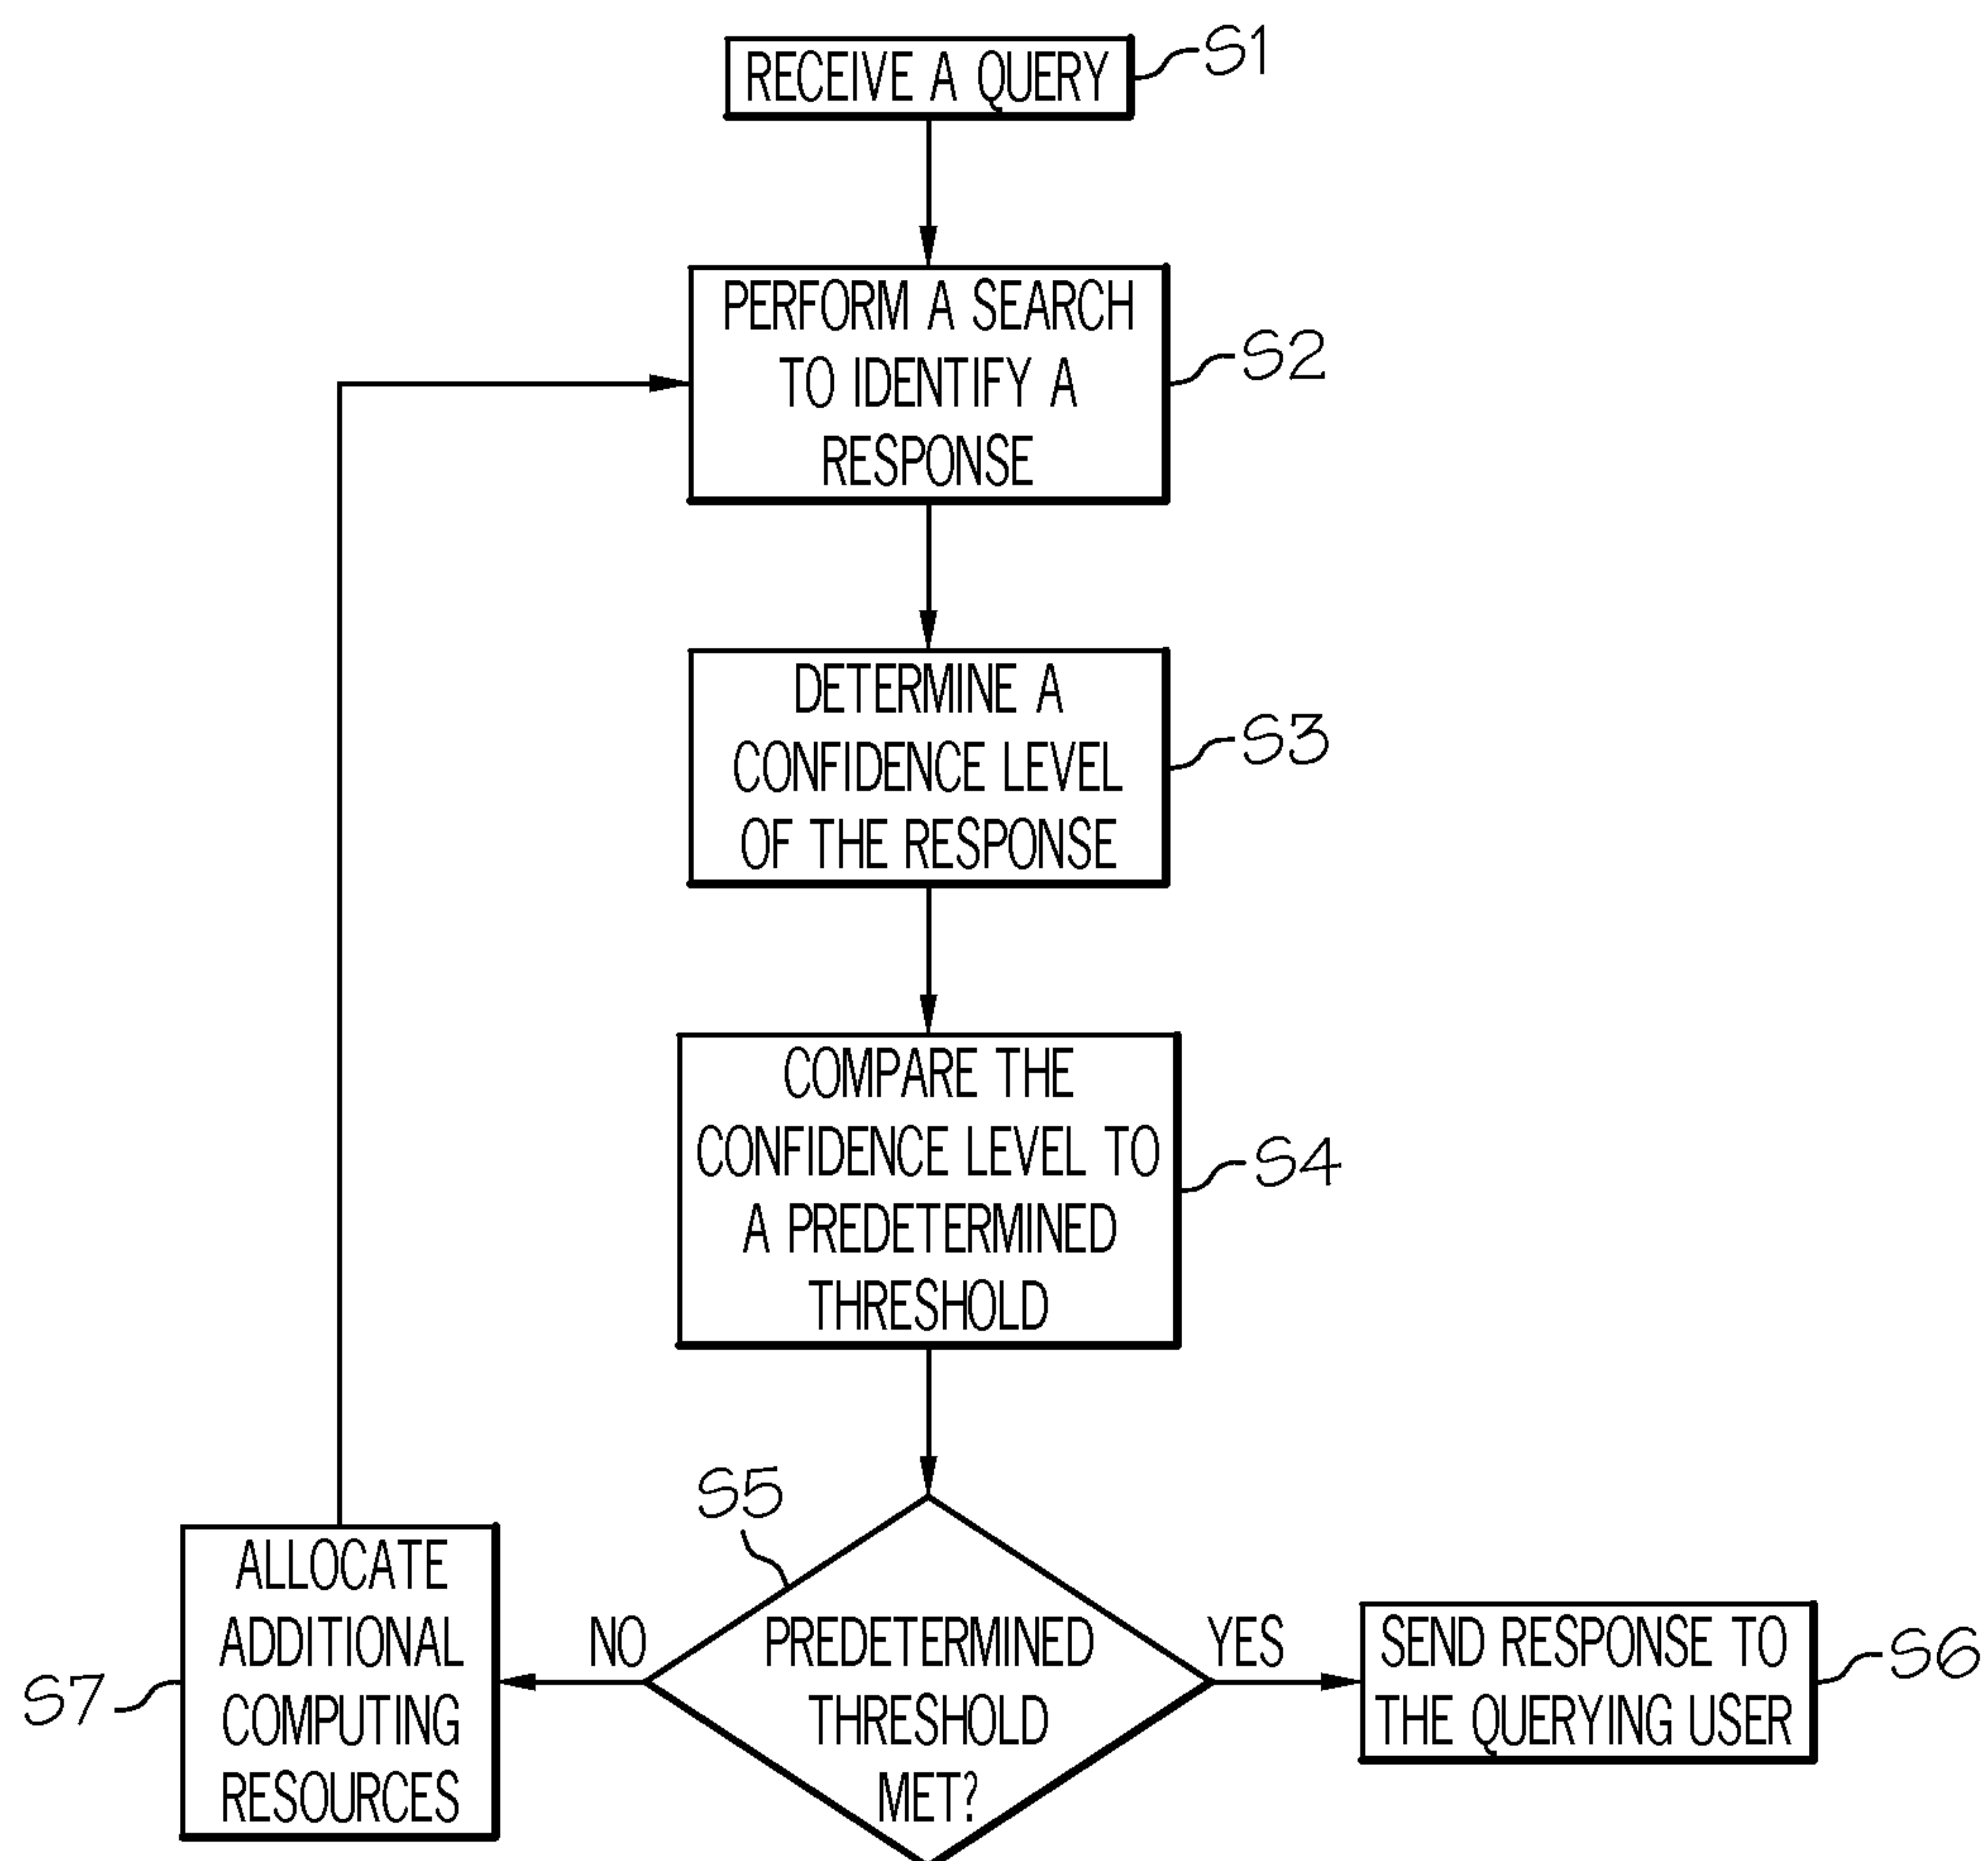 RECEIVE A QUERY
S1
PERFORM A SEARCH
TO IDENTIFY A
RESPONSE
S2
DETERMINE A
CONFIDENCE LEVEL
OF THE RESPONSE
S3
COMPARE THE
CONFIDENCE LEVEL TO
A PREDETERMINED
THRESHOLD
S4
S5
PREDETERMINED
THRESHOLD
MET?
YES
SEND RESPONSE TO
THE QUERYING USER
S6
NO
ALLOCATE
ADDITIONAL
COMPUTING
RESOURCES
S7